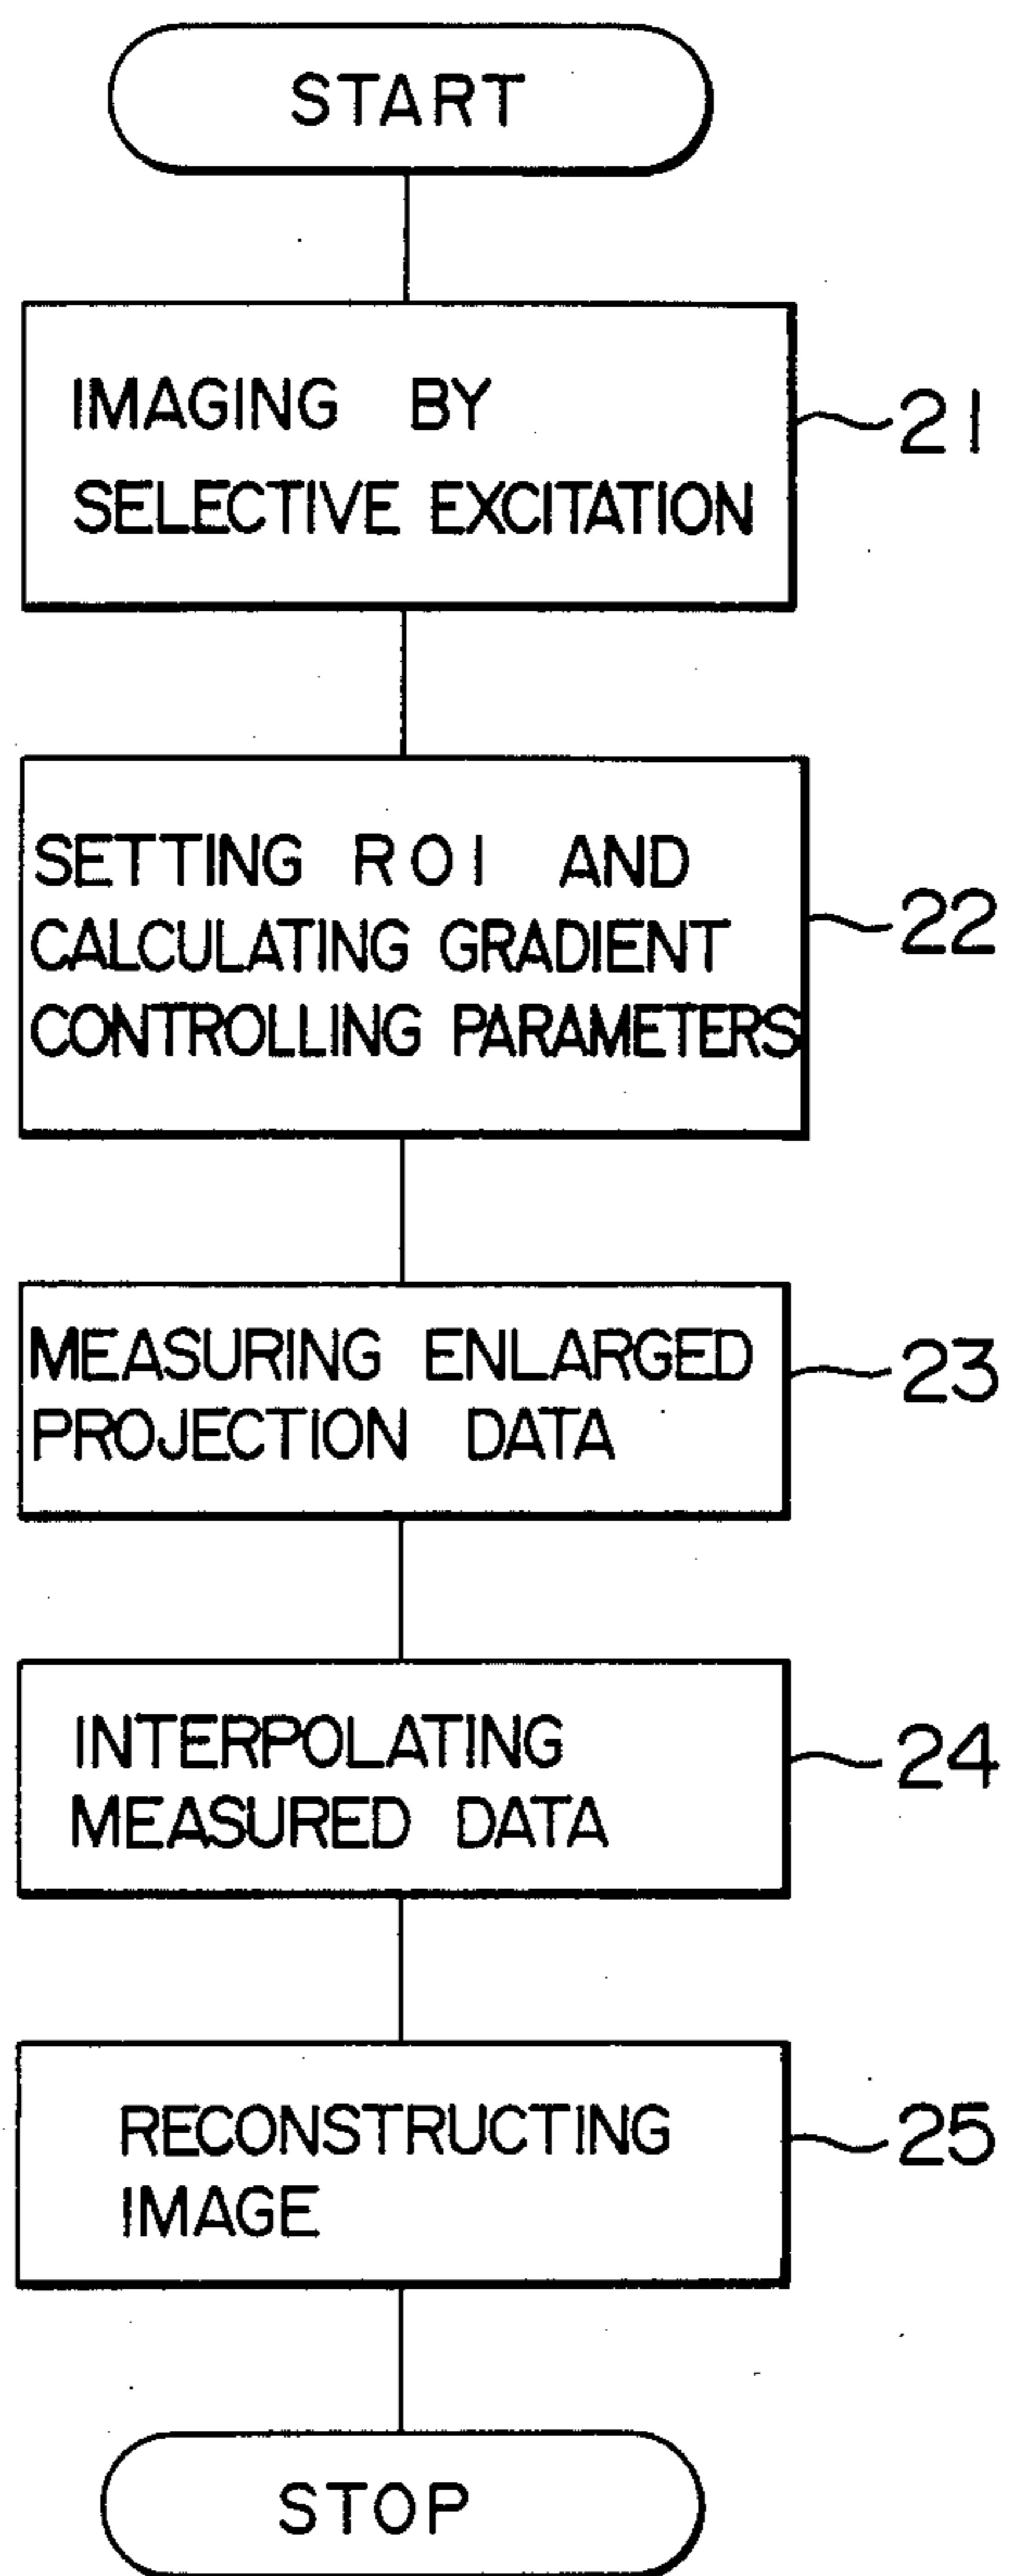 START
IMAGING BY
SELECTIVE EXCITATION
21
SETTING ROI AND
CALCULATING GRADIENT
CONTROLLING PARAMETERS
22
MEASURING ENLARGED
PROJECTION DATA
23
INTERPOLATING
MEASURED DATA
24
RECONSTRUCTING
IMAGE
25
STOP